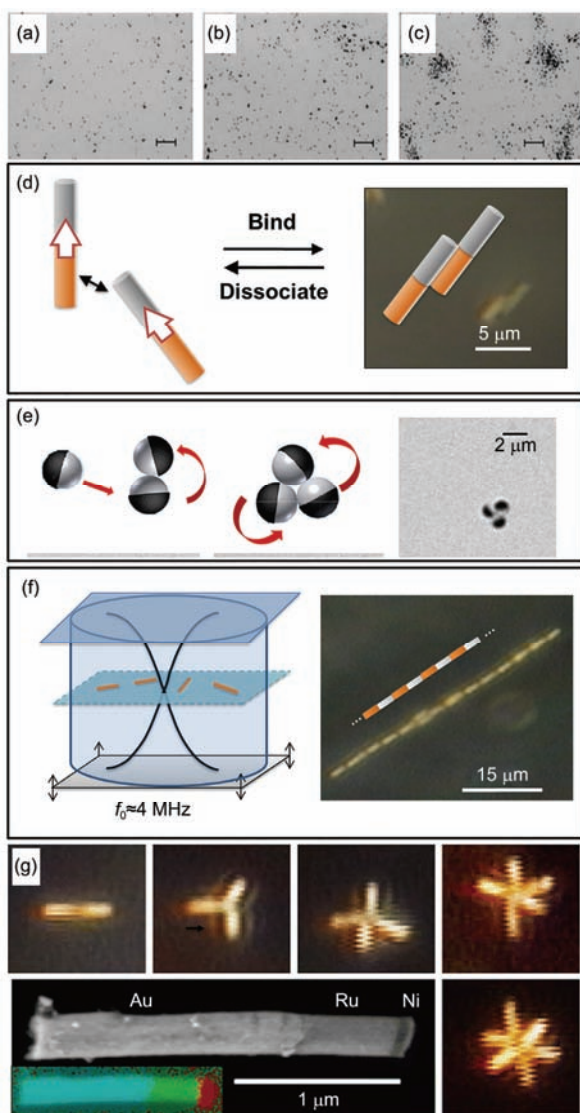 (a)
(b)
(c)
(d)
Bind
Dissociate
5 μm
(e)
2 μm
(f)
f₀≈4 MHz
15 μm
(g)
Au
Ru
Ni
1 μm